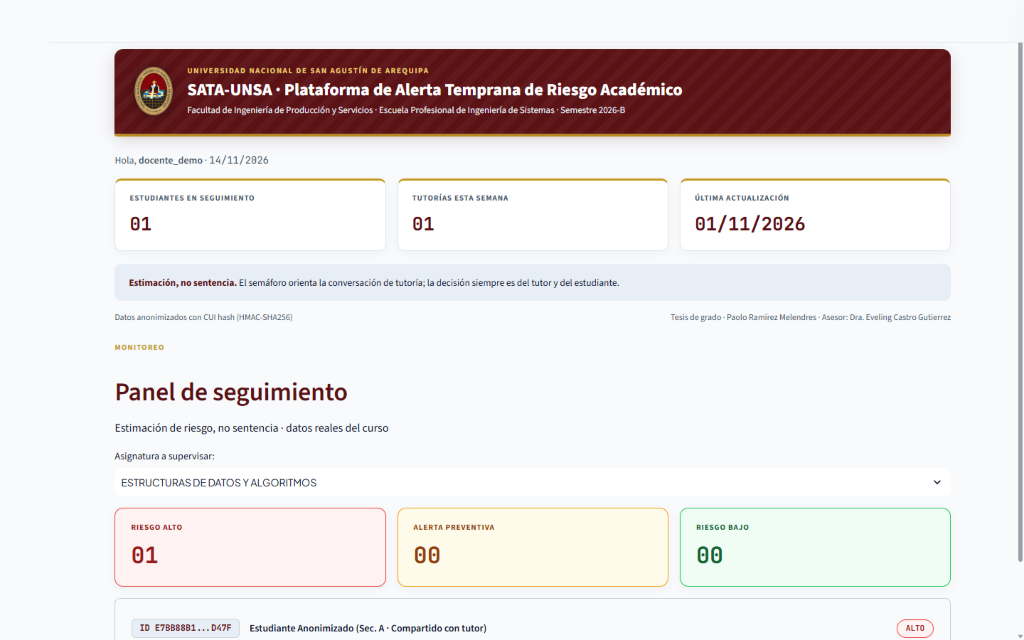 UNIVERSIDAD NACIONAL DE SAN AGUSTÍN DE AREQUIPA
SATA-UNSA · Plataforma de Alerta Temprana de Riesgo Académico
Facultad de Ingeniería de Producción y Servicios · Escuela Profesional de Ingeniería de Sistemas · Semestre 2026-B
Hola, docente_demo · 14/11/2026
ESTUDIANTES EN SEGUIMIENTO
01
TUTORÍAS ESTA SEMANA
01
ÚLTIMA ACTUALIZACIÓN
01/11/2026
Estimación, no sentencia. El semáforo orienta la conversación de tutoría; la decisión siempre es del tutor y del estudiante.
Datos anonimizados con CUI hash (HMAC-SHA256)
Tesis de grado · Paolo Ramirez Melendres · Asesor: Dra. Eveling Castro Gutierrez
MONITOREO
Panel de seguimiento
Estimación de riesgo, no sentencia · datos reales del curso
Asignatura a supervisar:
ESTRUCTURAS DE DATOS Y ALGORITMOS
RIESGO ALTO
01
ALERTA PREVENTIVA
00
RIESGO BAJO
00
ID E7BB88B1...D47F
Estudiante Anonimizado (Sec. A · Compartido con tutor)
ALTO